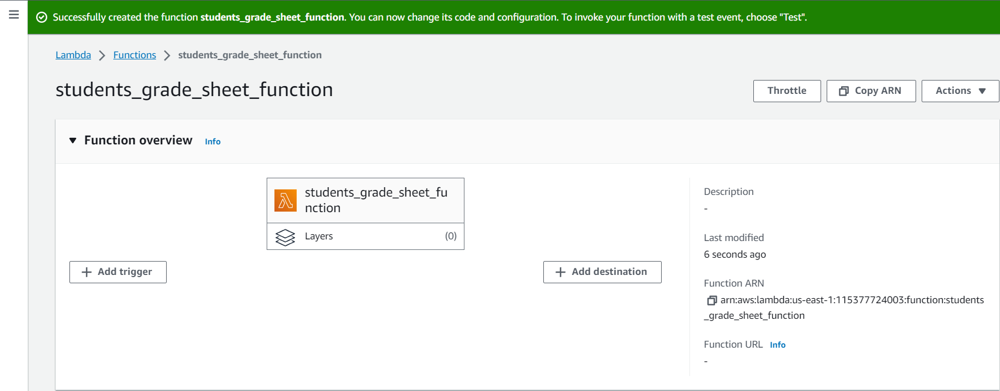 Successfully created the function students_grade_sheet_function. You can now change its code and configuration. To invoke your function with a test event, choose "Test".
Lambda
Functions
students_grade_sheet_function
students_grade_sheet_function
Throttle
Copy ARN
Actions
Function overview
Info
students_grade_sheet_fu
nction
Layers
(0)
Add trigger
Add destination
Description
-
Last modified
6 seconds ago
Function ARN
arn:aws:lambda:us-east-1:115377724003:function:students
_grade_sheet_function
Function URL
Info
-